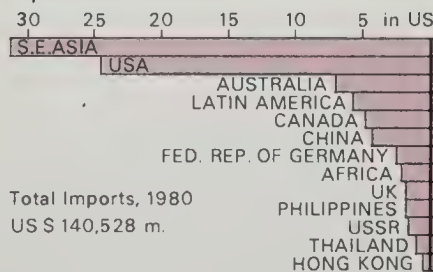 30 25 20 15 10 5 in US
S.E.ASIA
USA
AUSTRALIA
LATIN AMERICA
CANADA
CHINA
FED. REP. OF GERMANY
AFRICA
UK
PHILIPPINES
USSR
THAILAND
HONG KONG
Total Imports, 1980
US $ 140,528 m.